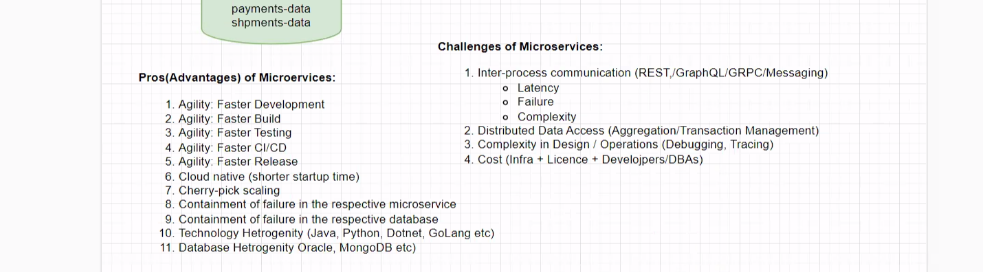 payments-data
shpments-data
Challenges of Microservices:
1. Inter-process communication (REST,/GraphQL/GRPC/Messaging)
o Latency
o Failure
o Complexity
2. Distributed Data Access (Aggregation/Transaction Management)
3. Complexity in Design / Operations (Debugging, Tracing)
4. Cost (Infra + Licence + Develojpers/DBAs)
Pros(Advantages) of Microervices:
1. Agility: Faster Development
2. Agility: Faster Build
3. Agility: Faster Testing
4. Agility: Faster CI/CD
5. Agility: Faster Release
6. Cloud native (shorter startup time)
7. Cherry-pick scaling
8. Containment of failure in the respective microservice
9. Containment of failure in the respective database
10. Technology Hetrogenity (Java, Python, Dotnet, GoLang etc)
11. Database Hetrogenity Oracle, MongoDB etc)